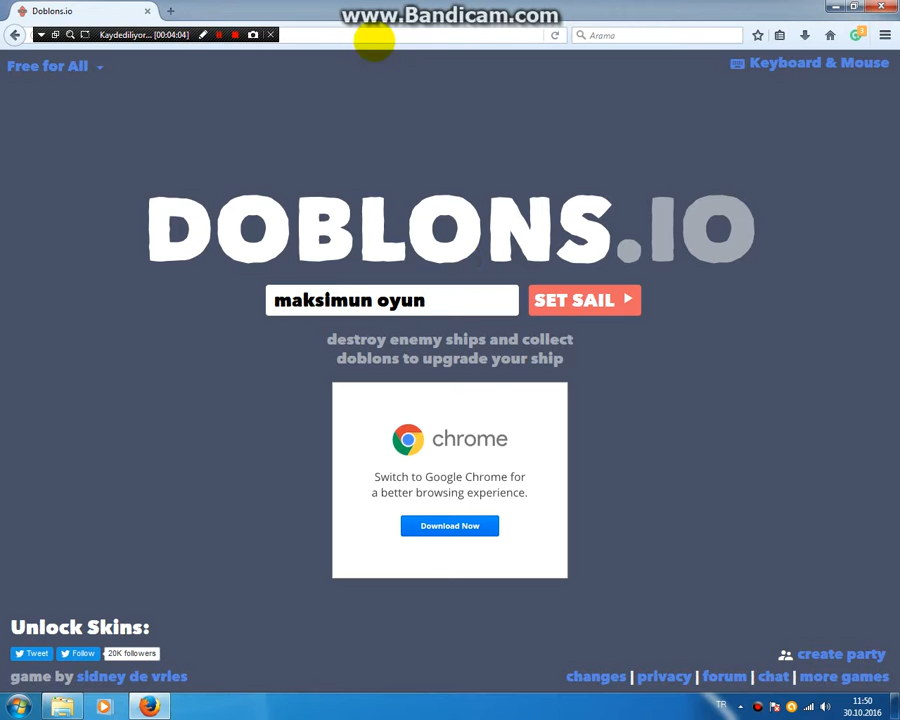 www.Bandicam.com
Doblons.io
Kaydediliyor... [00:04:04]
Arama
Free for All
Keyboard & Mouse
DOBLONS.IO
maksimun oyun
SET SAIL
destroy enemy ships and collect
doblons to upgrade your ship
chrome
Switch to Google Chrome for
a better browsing experience.
Download Now
Unlock Skins:
Tweet
Follow
20K followers
create party
game by sidney de vries
changes | privacy | forum | chat | more games
TR
11:50
30.10.2016